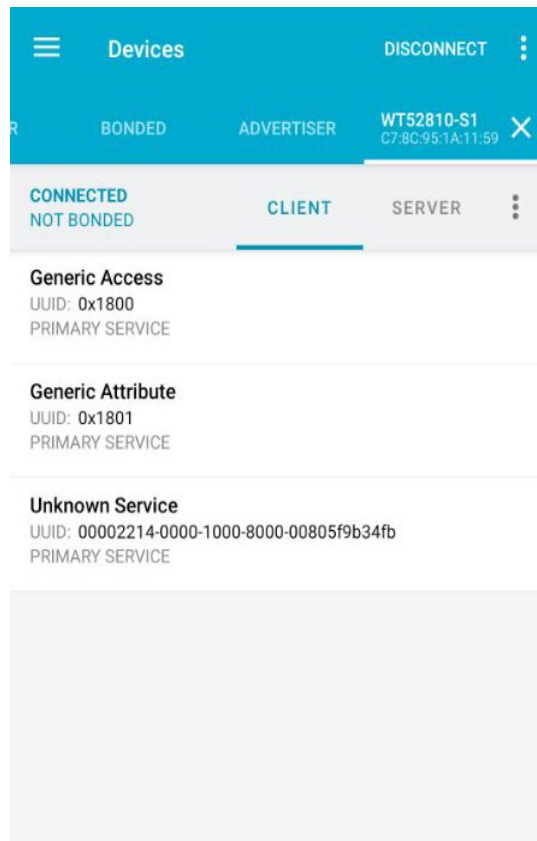 Devices
DISCONNECT
R
BONDED
ADVERTISER
WT52810-S1
C7:8C:95:1A:11:59
CONNECTED
NOT BONDED
CLIENT
SERVER
Generic Access
UUID: 0x1800
PRIMARY SERVICE
Generic Attribute
UUID: 0x1801
PRIMARY SERVICE
Unknown Service
UUID: 00002214-0000-1000-8000-00805f9b34fb
PRIMARY SERVICE